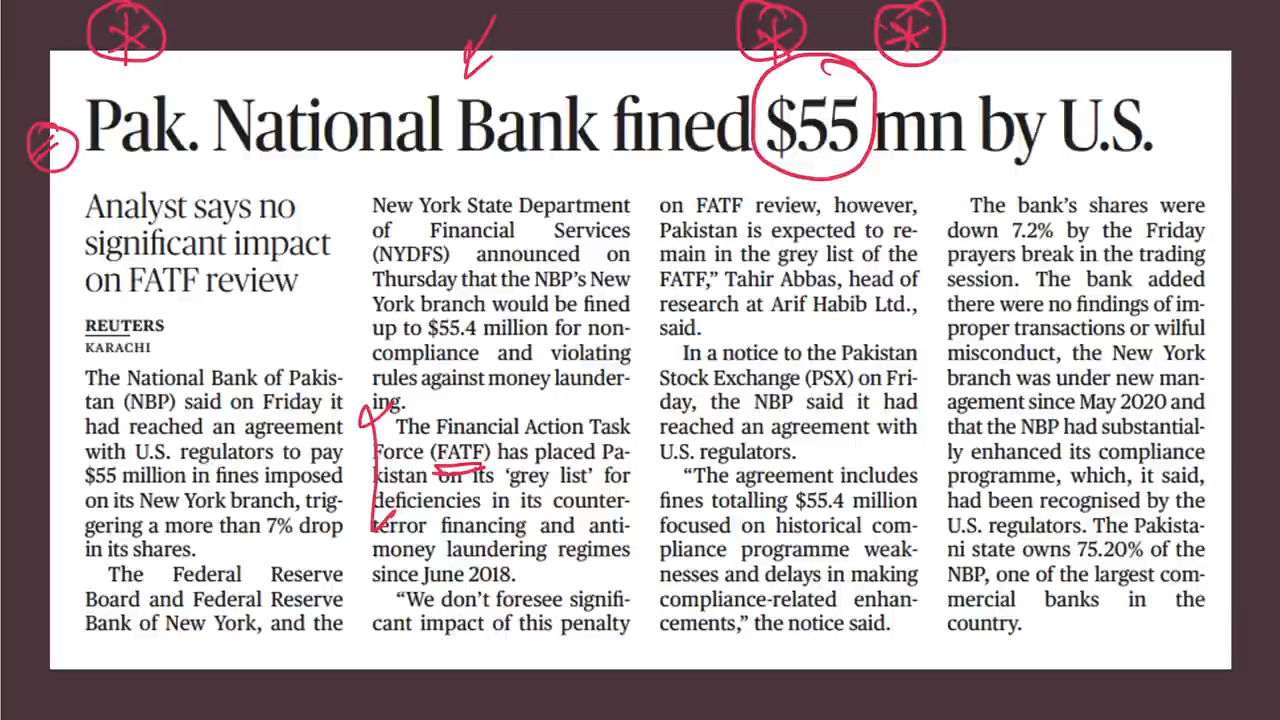 Pak. National Bank fined $55 mn by U.S.
Analyst says no
significant impact
on FATF review
REUTERS
KARACHI
The National Bank of Pakis-
tan (NBP) said on Friday it
had reached an agreement
with U.S. regulators to pay
$55 million in fines imposed
on its New York branch, trig-
gering a more than 7% drop
in its shares.
The Federal Reserve
Board and Federal Reserve
Bank of New York, and the
New York State Department
of Financial Services
(NYDFS) announced on
Thursday that the NBP’s New
York branch would be fined
up to $55.4 million for non-
compliance and violating
rules against money launder-
ing.
The Financial Action Task
Force (FATF) has placed Pa-
kistan on its ‘grey list’ for
deficiencies in its counter-
terror financing and anti-
money laundering regimes
since June 2018.
“We don’t foresee signifi-
cant impact of this penalty
on FATF review, however,
Pakistan is expected to re-
main in the grey list of the
FATF,” Tahir Abbas, head of
research at Arif Habib Ltd.,
said.
In a notice to the Pakistan
Stock Exchange (PSX) on Fri-
day, the NBP said it had
reached an agreement with
U.S. regulators.
“The agreement includes
fines totalling $55.4 million
focused on historical com-
pliance programme weak-
nesses and delays in making
compliance-related enhan-
cements,” the notice said.
The bank’s shares were
down 7.2% by the Friday
prayers break in the trading
session. The bank added
there were no findings of im-
proper transactions or wilful
misconduct, the New York
branch was under new man-
agement since May 2020 and
that the NBP had substantial-
ly enhanced its compliance
programme, which, it said,
had been recognised by the
U.S. regulators. The Pakista-
ni state owns 75.20% of the
NBP, one of the largest com-
mercial banks in the
country.